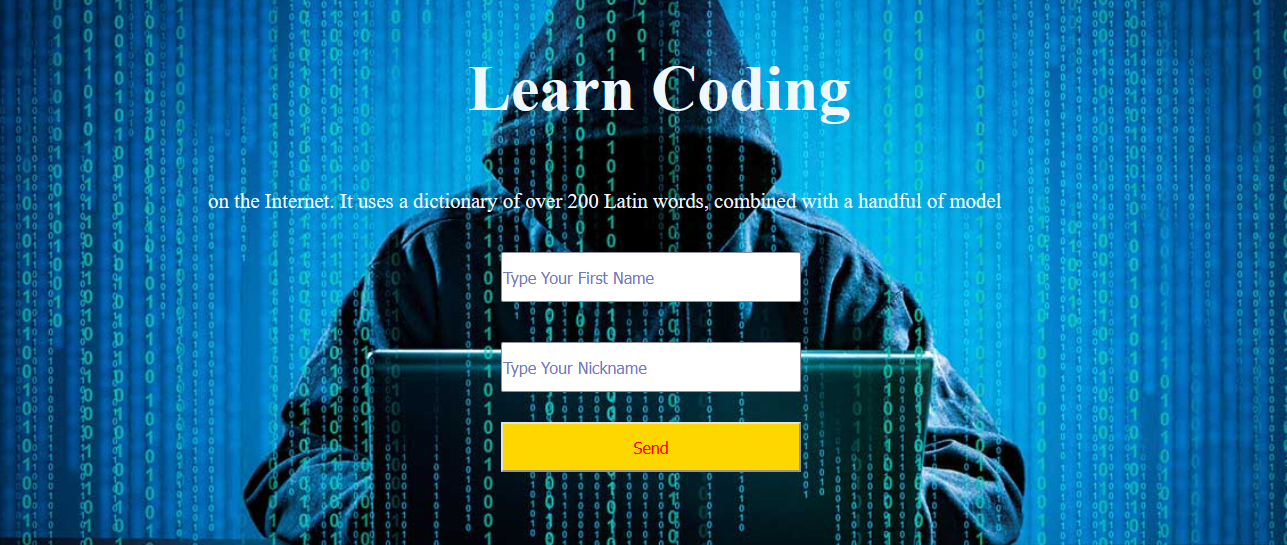 Learn Coding
on the Internet. It uses a dictionary of over 200 Latin words, combined with a handful of model
Type Your First Name
Type Your Nickname
Send